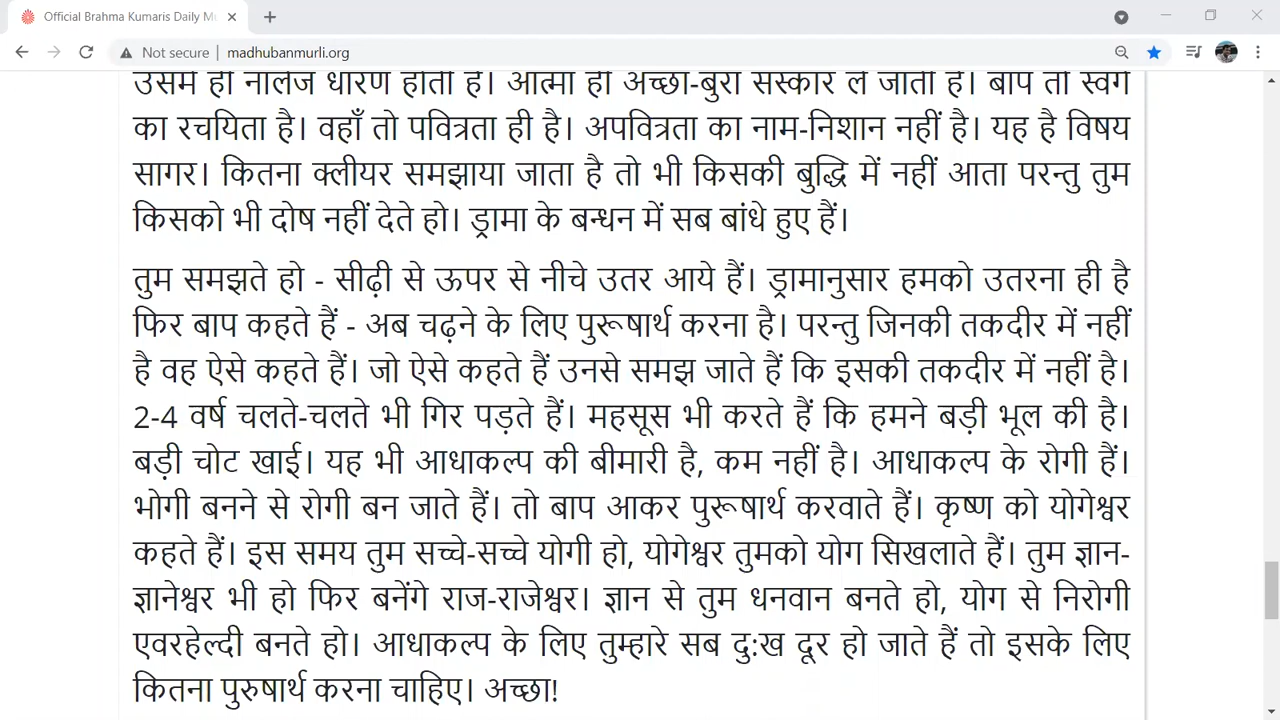 Official Brahma Kumaris Daily Mu
Not secure | madhubanmurli.org
उसमें ही नॉलेज धारण होती है। आत्मा ही अच्छा-बुरा संस्कार ले जाती है। बाप तो स्वर्ग
का रचयिता है। वहाँ तो पवित्रता ही है। अपवित्रता का नाम-निशान नहीं है। यह है विषय
सागर। कितना क्लीयर समझाया जाता है तो भी किसकी बुद्धि में नहीं आता परन्तु तुम
किसको भी दोष नहीं देते हो। ड्रामा के बन्धन में सब बांधे हुए हैं।
तुम समझते हो - सीढ़ी से ऊपर से नीचे उतर आये हैं। ड्रामानुसार हमको उतरना ही है
फिर बाप कहते हैं - अब चढ़ने के लिए पुरूषार्थ करना है। परन्तु जिनकी तकदीर में नहीं
है वह ऐसे कहते हैं। जो ऐसे कहते हैं उनसे समझ जाते हैं कि इसकी तकदीर में नहीं है।
2-4 वर्ष चलते-चलते भी गिर पड़ते हैं। महसूस भी करते हैं कि हमने बड़ी भूल की है।
बड़ी चोट खाई। यह भी आधाकल्प की बीमारी है, कम नहीं है। आधाकल्प के रोगी हैं।
भोगी बनने से रोगी बन जाते हैं। तो बाप आकर पुरूषार्थ करवाते हैं। कृष्ण को योगेश्वर
कहते हैं। इस समय तुम सच्चे-सच्चे योगी हो, योगेश्वर तुमको योग सिखलाते हैं। तुम ज्ञान-
ज्ञानेश्वर भी हो फिर बनेंगे राज-राजेश्वर। ज्ञान से तुम धनवान बनते हो, योग से निरोगी
एवरहेल्दी बनते हो। आधाकल्प के लिए तुम्हारे सब दुःख दूर हो जाते हैं तो इसके लिए
कितना पुरुषार्थ करना चाहिए। अच्छा!